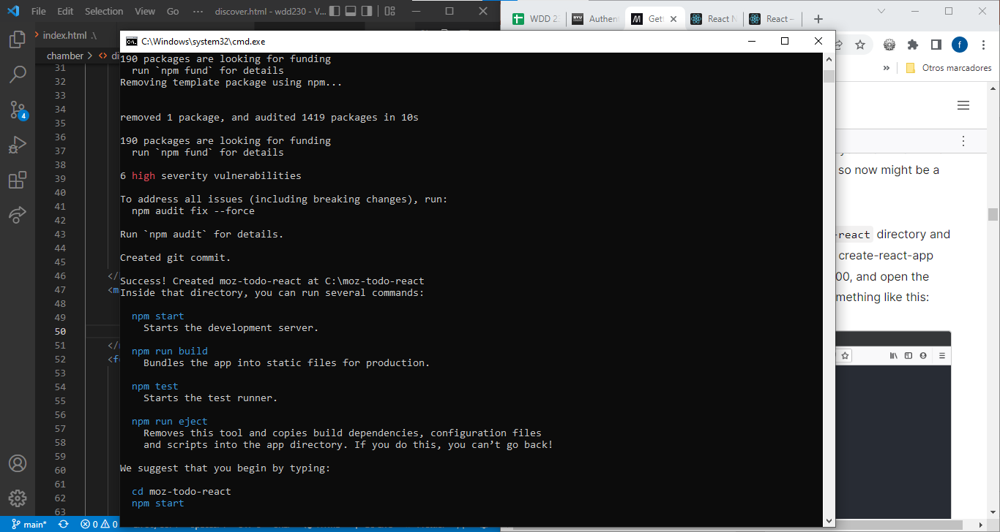 File Edit Selection View Go ··· discover.html - wdd230 - V...
index.html .\
chamber
31
32
33
34
35
36
37
38
39
40
41
42
43
44
45
46 </
47 <m
48
49
50
51 </
52 <f
53
54
55
56
57
58
59
60
61
62
63
4
main* 0 0
C:\Windows\system32\cmd.exe
190 packages are looking for funding
run `npm fund` for details
Removing template package using npm...
removed 1 package, and audited 1419 packages in 10s
190 packages are looking for funding
run `npm fund` for details
6 high severity vulnerabilities
To address all issues (including breaking changes), run:
npm audit fix --force
Run `npm audit` for details.
Created git commit.
Success! Created moz-todo-react at C:\moz-todo-react
Inside that directory, you can run several commands:
npm start
Starts the development server.
npm run build
Bundles the app into static files for production.
npm test
Starts the test runner.
npm run eject
Removes this tool and copies build dependencies, configuration files
and scripts into the app directory. If you do this, you can’t go back!
We suggest that you begin by typing:
cd moz-todo-react
npm start
WDD 2 Authen Gett React N React –
f
» Otros marcadores
so now might be a
-react directory and
create-react-app
00, and open the
mething like this: